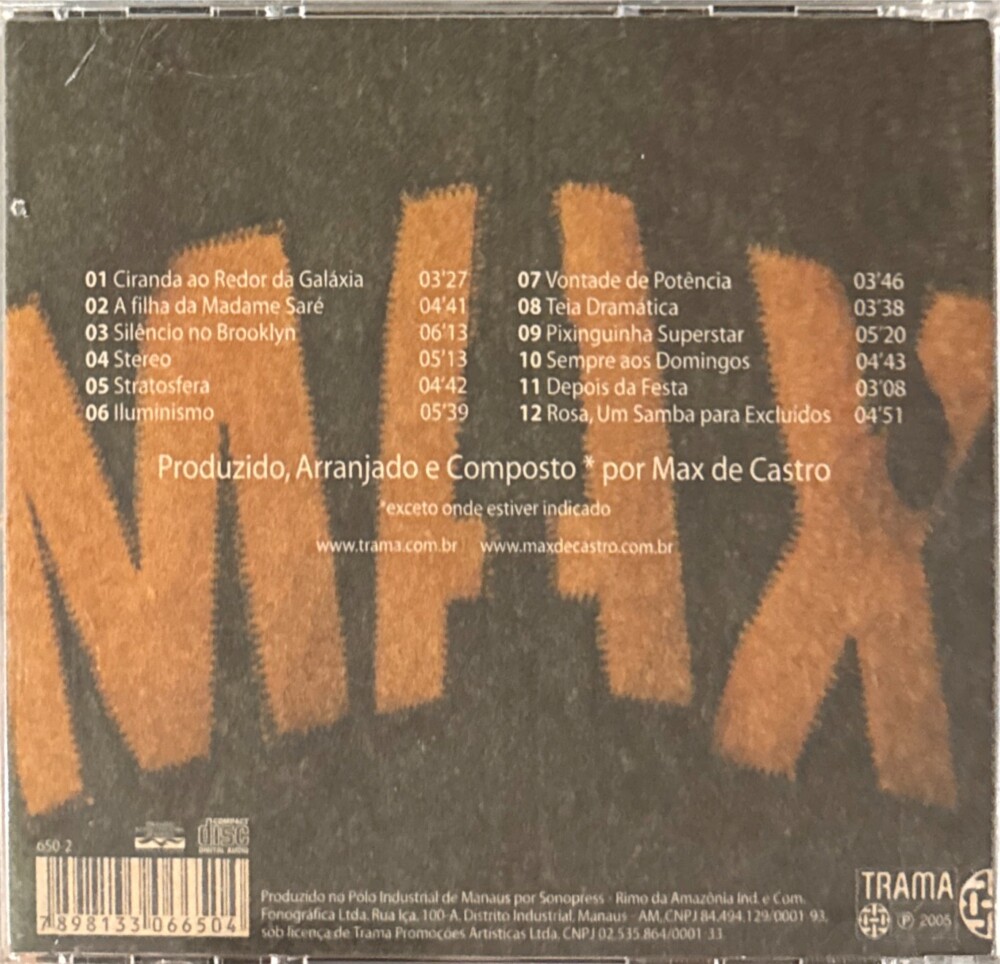 MAX
01 Ciranda ao Redor da Galáxia 03'27
02 A filha da Madame Saré 04'41
03 Silêncio no Brooklyn 06'13
04 Stereo 05'13
05 Stratosfera 04'42
06 Iluminismo 05'39
07 Vontade de Potência 03'46
08 Teia Dramática 03'38
09 Pixinguinha Superstar 05'20
10 Sempre aos Domingos 04'43
11 Depois da Festa 03'08
12 Rosa, Um Samba para Excluídos 04'51
Produzido, Arranjado e Composto * por Max de Castro
*exceto onde estiver indicado
www.trama.com.br www.maxdecastro.com.br
650-2
COMPACT
disc
DIGITAL AUDIO
7 898133 066504
Produzido no Pólo Industrial de Manaus por Sonopress - Rimo da Amazônia Ind. e Com.
Fonográfica Ltda. Rua Iça, 100-A, Distrito Industrial, Manaus - AM, CNPJ 84.494.129/0001-93,
sob licença de Trama Promoções Artísticas Ltda. CNPJ 02.535.864/0001-33
TRAMA
℗ 2005